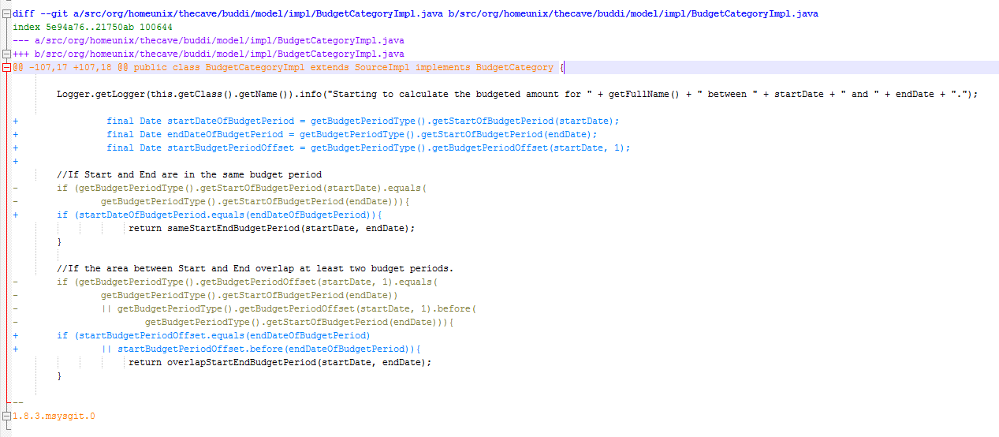 diff --git a/src/org/homeunix/thecave/buddi/model/impl/BudgetCategoryImpl.java b/src/org/homeunix/thecave/buddi/model/impl/BudgetCategoryImpl.java
index 5e94a76..21750ab 100644
--- a/src/org/homeunix/thecave/buddi/model/impl/BudgetCategoryImpl.java
+++ b/src/org/homeunix/thecave/buddi/model/impl/BudgetCategoryImpl.java
@@ -107,17 +107,18 @@ public class BudgetCategoryImpl extends SourceImpl implements BudgetCategory {
Logger.getLogger(this.getClass().getName()).info("Starting to calculate the budgeted amount for " + getFullName() + " between " + startDate + " and " + endDate + ".");
+ final Date startDateOfBudgetPeriod = getBudgetPeriodType().getStartOfBudgetPeriod(startDate);
+ final Date endDateOfBudgetPeriod = getBudgetPeriodType().getStartOfBudgetPeriod(endDate);
+ final Date startBudgetPeriodOffset = getBudgetPeriodType().getBudgetPeriodOffset(startDate, 1);
+
//If Start and End are in the same budget period
- if (getBudgetPeriodType().getStartOfBudgetPeriod(startDate).equals(
- getBudgetPeriodType().getStartOfBudgetPeriod(endDate))){
+ if (startDateOfBudgetPeriod.equals(endDateOfBudgetPeriod)){
return sameStartEndBudgetPeriod(startDate, endDate);
}
//If the area between Start and End overlap at least two budget periods.
- if (getBudgetPeriodType().getBudgetPeriodOffset(startDate, 1).equals(
- getBudgetPeriodType().getStartOfBudgetPeriod(endDate))
- || getBudgetPeriodType().getBudgetPeriodOffset(startDate, 1).before(
- getBudgetPeriodType().getStartOfBudgetPeriod(endDate))){
+ if (startBudgetPeriodOffset.equals(endDateOfBudgetPeriod)
+ || startBudgetPeriodOffset.before(endDateOfBudgetPeriod)){
return overlapStartEndBudgetPeriod(startDate, endDate);
}
--
1.8.3.msysgit.0